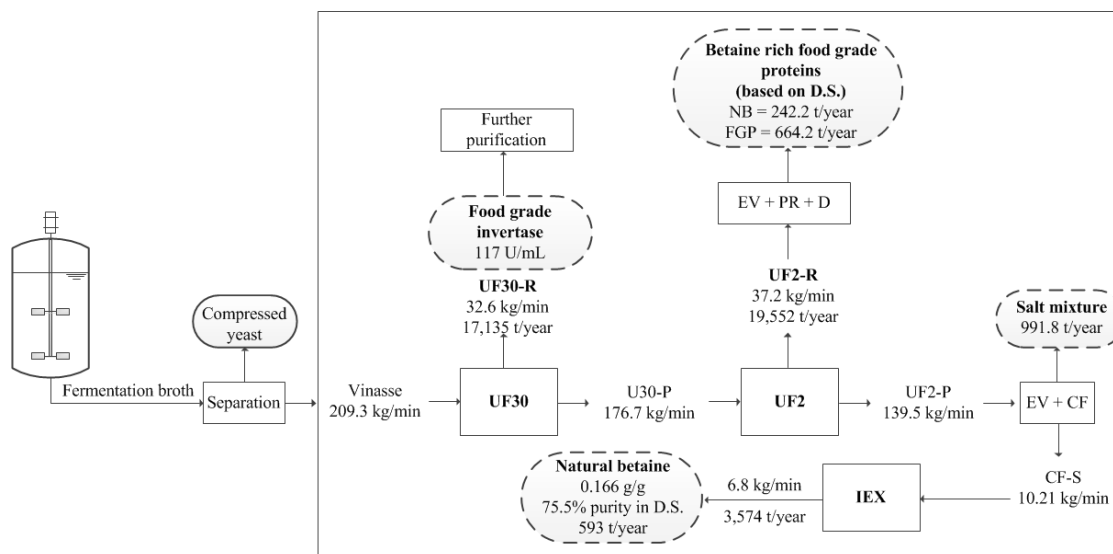 Betaine rich food grade
proteins
(based on D.S.)
NB = 242.2 t/year
FGP = 664.2 t/year
Further
purification
EV + PR + D
Food grade
invertase
117 U/mL
UF30-R
32.6 kg/min
17,135 t/year
UF2-R
37.2 kg/min
19,552 t/year
Compressed
yeast
Salt mixture
991.8 t/year
Fermentation broth
Separation
Vinasse
209.3 kg/min
UF30
U30-P
176.7 kg/min
UF2
UF2-P
139.5 kg/min
EV + CF
Natural betaine
0.166 g/g
75.5% purity in D.S.
593 t/year
6.8 kg/min
3,574 t/year
IEX
CF-S
10.21 kg/min